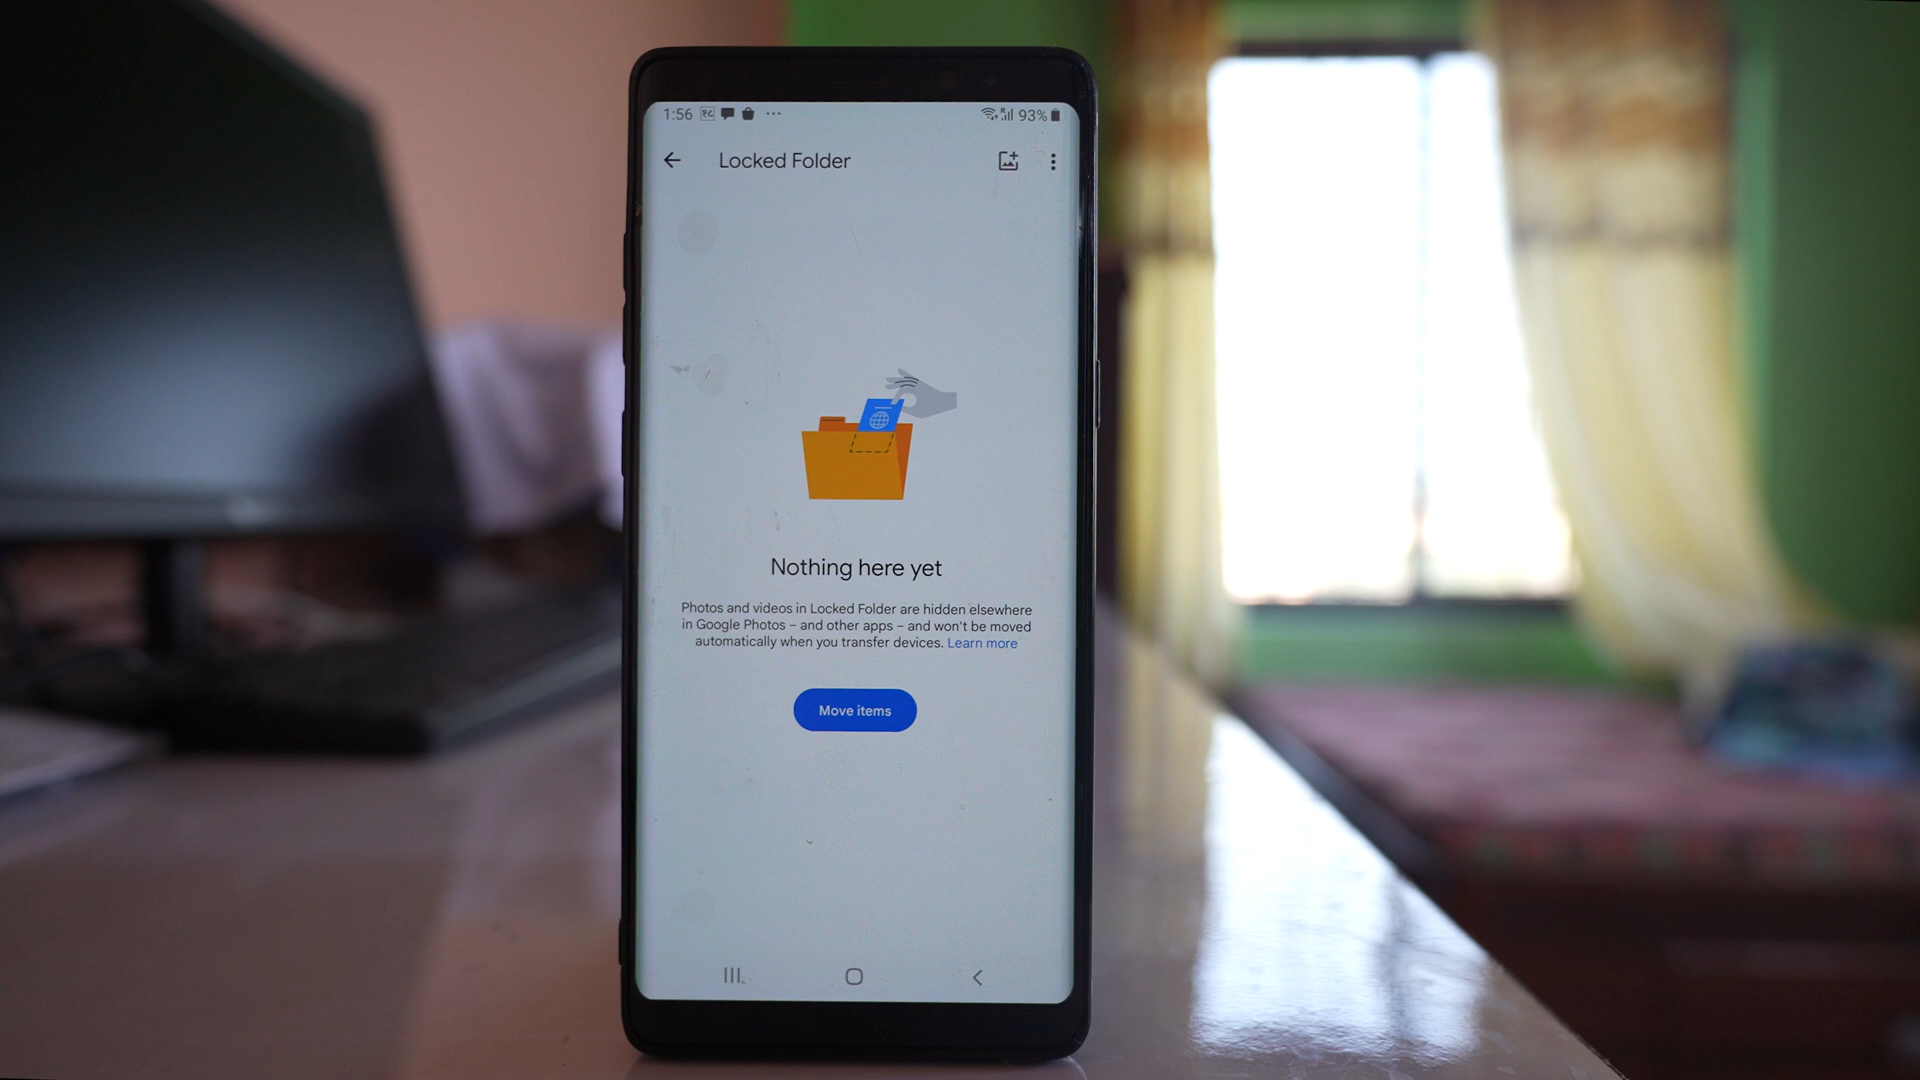 1:56 93%
Locked Folder
Nothing here yet
Photos and videos in Locked Folder are hidden elsewhere
in Google Photos – and other apps – and won't be moved
automatically when you transfer devices. Learn more
Move items